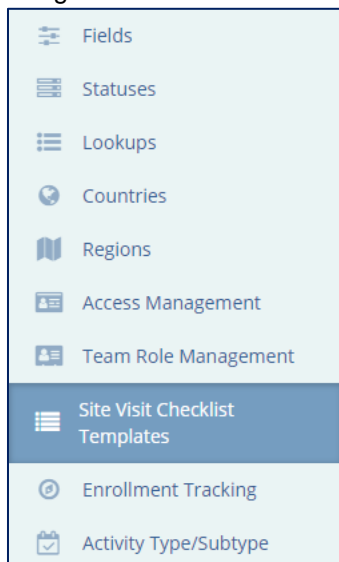 Fields
Statuses
Lookups
Countries
Regions
Access Management
Team Role Management
Site Visit Checklist
Templates
Enrollment Tracking
Activity Type/Subtype